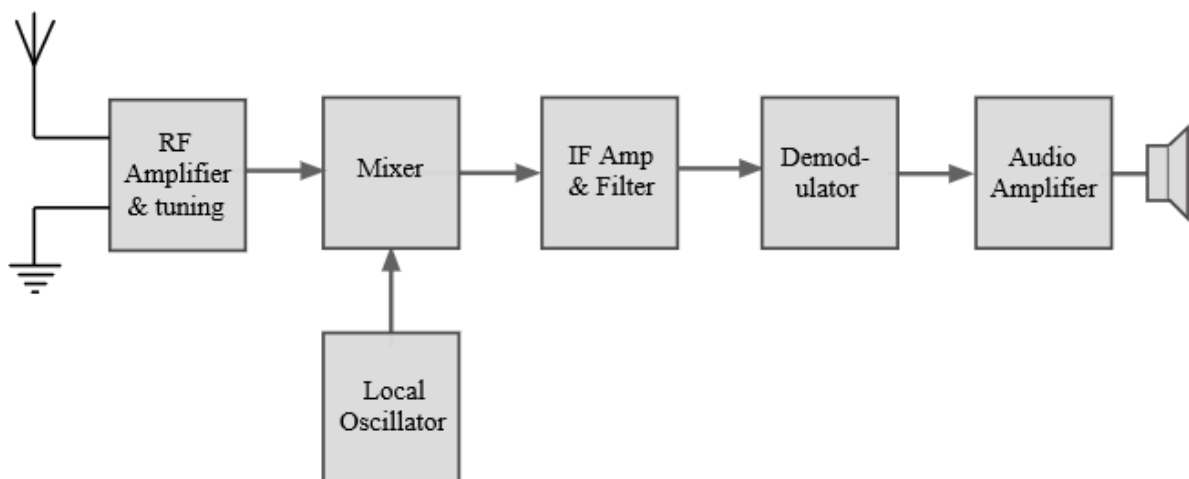 RF
Amplifier
& tuning
Mixer
IF Amp
& Filter
Demod-
ulator
Audio
Amplifier
Local
Oscillator